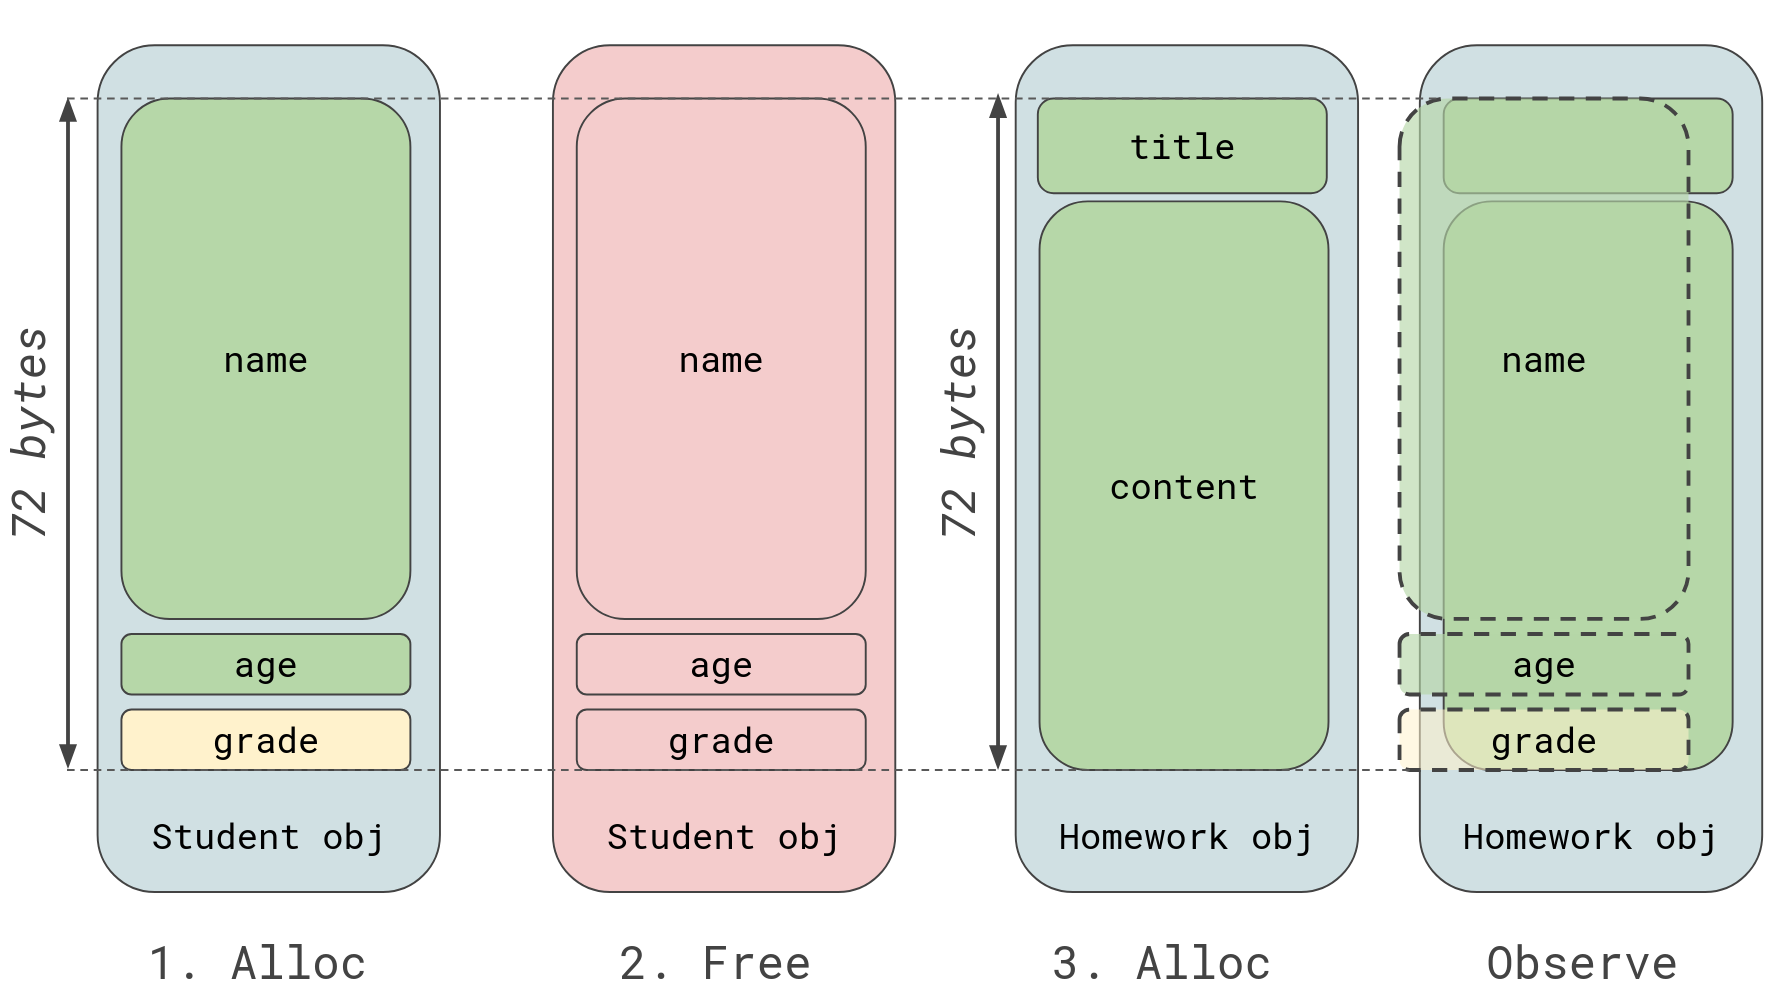 72 bytes
name
age
grade
Student obj
1. Alloc
name
age
grade
Student obj
2. Free
72 bytes
title
content
Homework obj
3. Alloc
name
age
grade
Homework obj
Observe